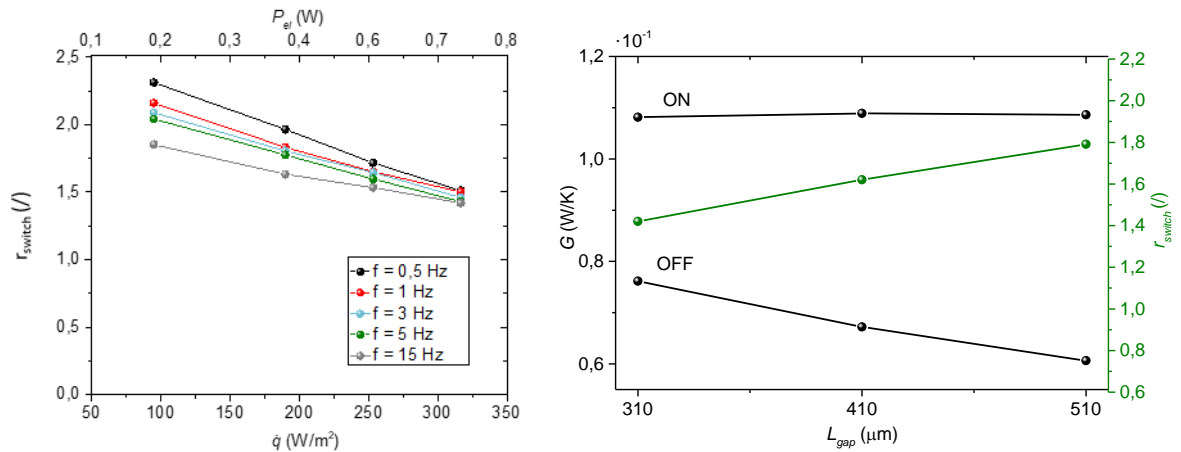 P_el (W)
0,1 0,2 0,3 0,4 0,5 0,6 0,7 0,8
2,5
2,0
1,5
1,0
0,5
0,0
r_switch (/)
f = 0,5 Hz
f = 1 Hz
f = 3 Hz
f = 5 Hz
f = 15 Hz
50 100 150 200 250 300 350
q̇ (W/m²)
·10⁻¹
1,2
1,0
0,8
0,6
G (W/K)
ON
OFF
2,2
2,0
1,8
1,6
1,4
1,2
1,0
0,8
0,6
r_switch (/)
310 410 510
L_gap (μm)